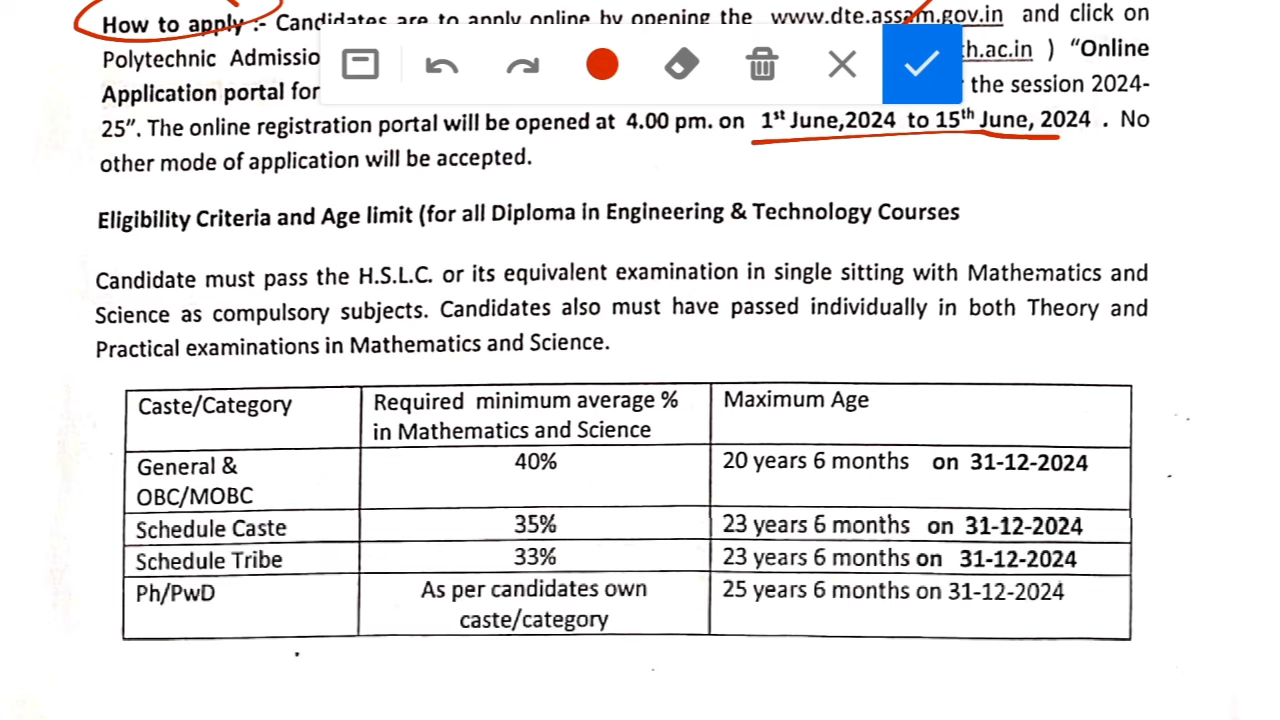 How to apply :- Candidates are to apply online by opening the www.dte.assam.gov.in and click on
Polytechnic Admissio h.ac.in ) “Online
Application portal for the session 2024-
25”. The online registration portal will be opened at 4.00 pm. on 1st June,2024 to 15th June, 2024 . No
other mode of application will be accepted.
Eligibility Criteria and Age limit (for all Diploma in Engineering & Technology Courses
Candidate must pass the H.S.L.C. or its equivalent examination in single sitting with Mathematics and
Science as compulsory subjects. Candidates also must have passed individually in both Theory and
Practical examinations in Mathematics and Science.
Caste/Category Required minimum average % in Mathematics and Science Maximum Age
General & OBC/MOBC 40% 20 years 6 months on 31-12-2024
Schedule Caste 35% 23 years 6 months on 31-12-2024
Schedule Tribe 33% 23 years 6 months on 31-12-2024
Ph/PwD As per candidates own caste/category 25 years 6 months on 31-12-2024